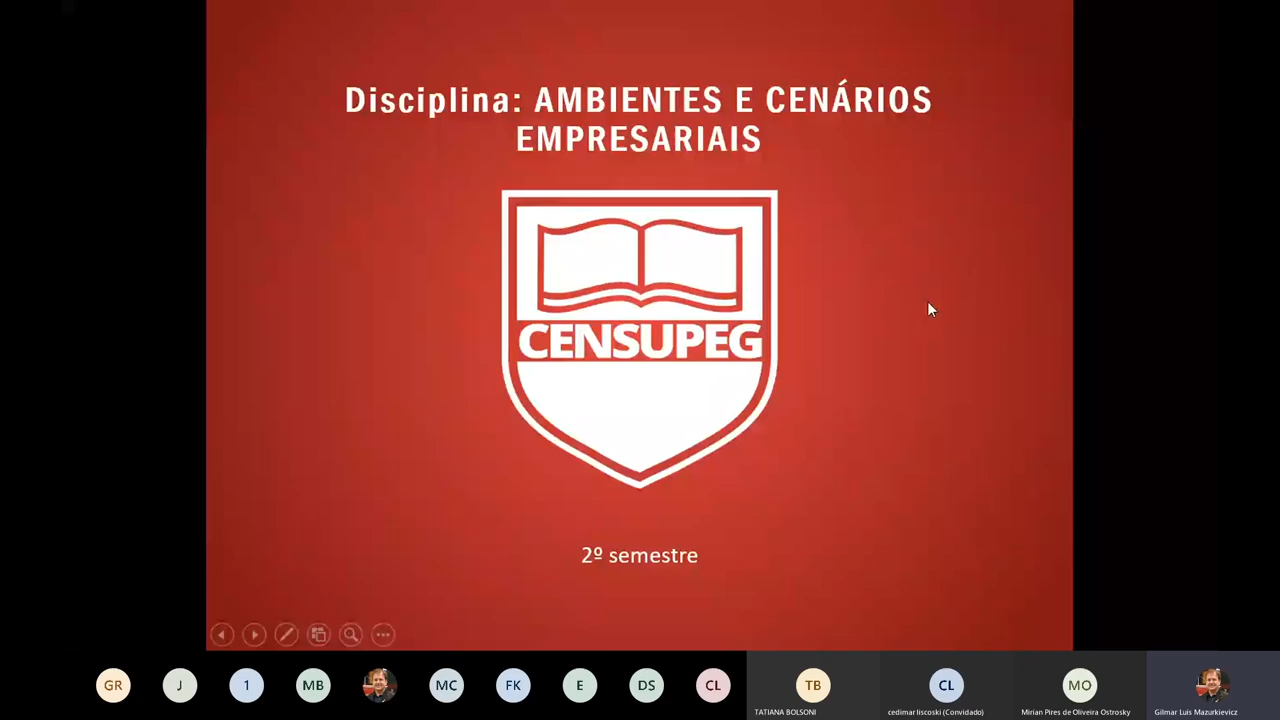 Disciplina: AMBIENTES E CENÁRIOS
EMPRESARIAIS
CENSUPEG
2º semestre
GR
J
1
MB
MC
FK
E
DS
CL
TB
CL
MO
TATIANA BOLSONI
cedimar liscoski (Convidado)
Mirian Pires de Oliveira Ostrosky
Gilmar Luis Mazurkievicz